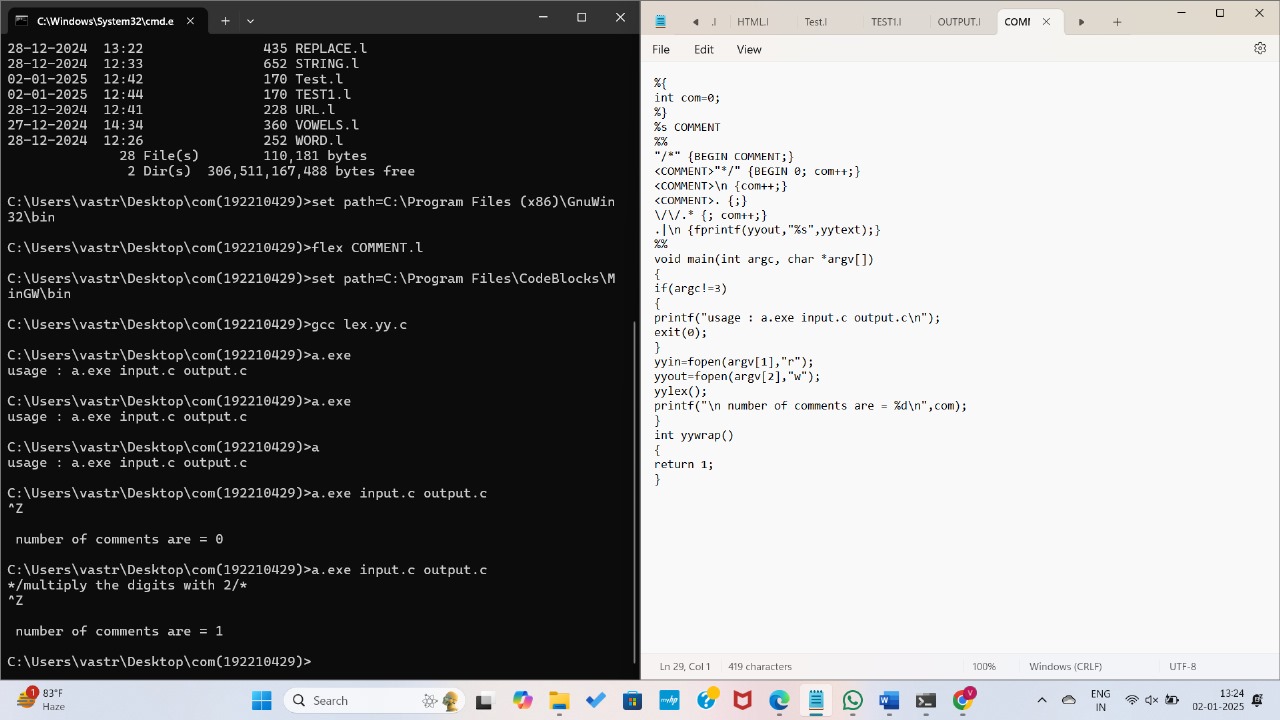 C:\Windows\System32\cmd.e
28-12-2024 13:22 435 REPLACE.l
28-12-2024 12:33 652 STRING.l
02-01-2025 12:42 170 Test.l
02-01-2025 12:44 170 TEST1.l
28-12-2024 12:41 228 URL.l
27-12-2024 14:34 360 VOWELS.l
28-12-2024 12:26 252 WORD.l
28 File(s) 110,181 bytes
2 Dir(s) 306,511,167,488 bytes free
C:\Users\vastr\Desktop\com(192210429)>set path=C:\Program Files (x86)\GnuWin
32\bin
C:\Users\vastr\Desktop\com(192210429)>flex COMMENT.l
C:\Users\vastr\Desktop\com(192210429)>set path=C:\Program Files\CodeBlocks\M
inGW\bin
C:\Users\vastr\Desktop\com(192210429)>gcc lex.yy.c
C:\Users\vastr\Desktop\com(192210429)>a.exe
usage : a.exe input.c output.c
C:\Users\vastr\Desktop\com(192210429)>a.exe
usage : a.exe input.c output.c
C:\Users\vastr\Desktop\com(192210429)>a
usage : a.exe input.c output.c
C:\Users\vastr\Desktop\com(192210429)>a.exe input.c output.c
^Z
number of comments are = 0
C:\Users\vastr\Desktop\com(192210429)>a.exe input.c output.c
*/multiply the digits with 2/*
^Z
number of comments are = 1
C:\Users\vastr\Desktop\com(192210429)>
.l HTML.l Test.l TEST1.l OUTPUT.l COMM
File Edit View
%{
int com=0;
%}
%s COMMENT
%%
"/*" {BEGIN COMMENT;}
<COMMENT>"*/" {BEGIN 0; com++;}
<COMMENT>\n {com++;}
<COMMENT>. {;}
\/\/.* {; com++;}
.|\n {fprintf(yyout,"%s",yytext);}
%%
void main(int argc, char *argv[])
{
if(argc!=3)
{
printf("usage : a.exe input.c output.c\n");
exit(0);
}
yyin=fopen(argv[1],"r");
yyout=fopen(argv[2],"w");
yylex();
printf("\n number of comments are = %d\n",com);
}
int yywrap()
{
return 1;
}
Ln 29, Col 1 419 characters 100% Windows (CRLF) UTF-8
1 83°F
Haze
Search
ENG
IN
13:24
02-01-2025